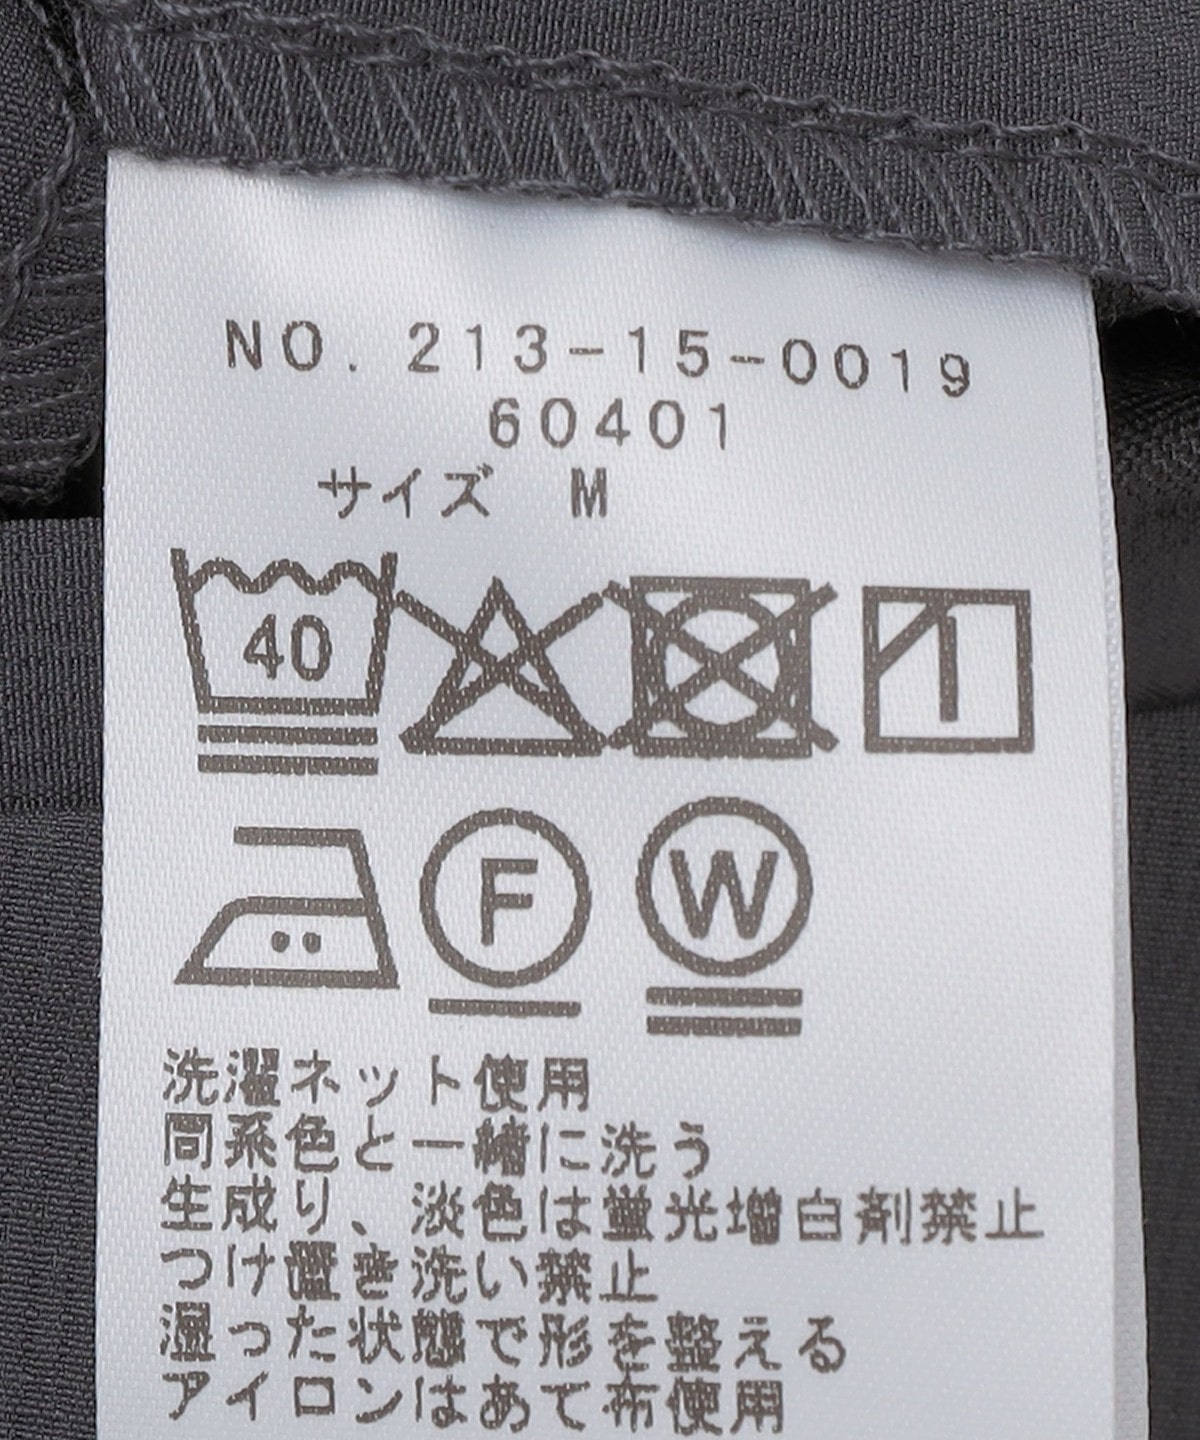 NO. 213-15-0019
60401
サイズ M
40
F
W
洗濯ネット使用
同系色と一緒に洗う
生成り、淡色は蛍光増白剤禁止
つけ置き洗い禁止
湿った状態で形を整える
アイロンはあて布使用